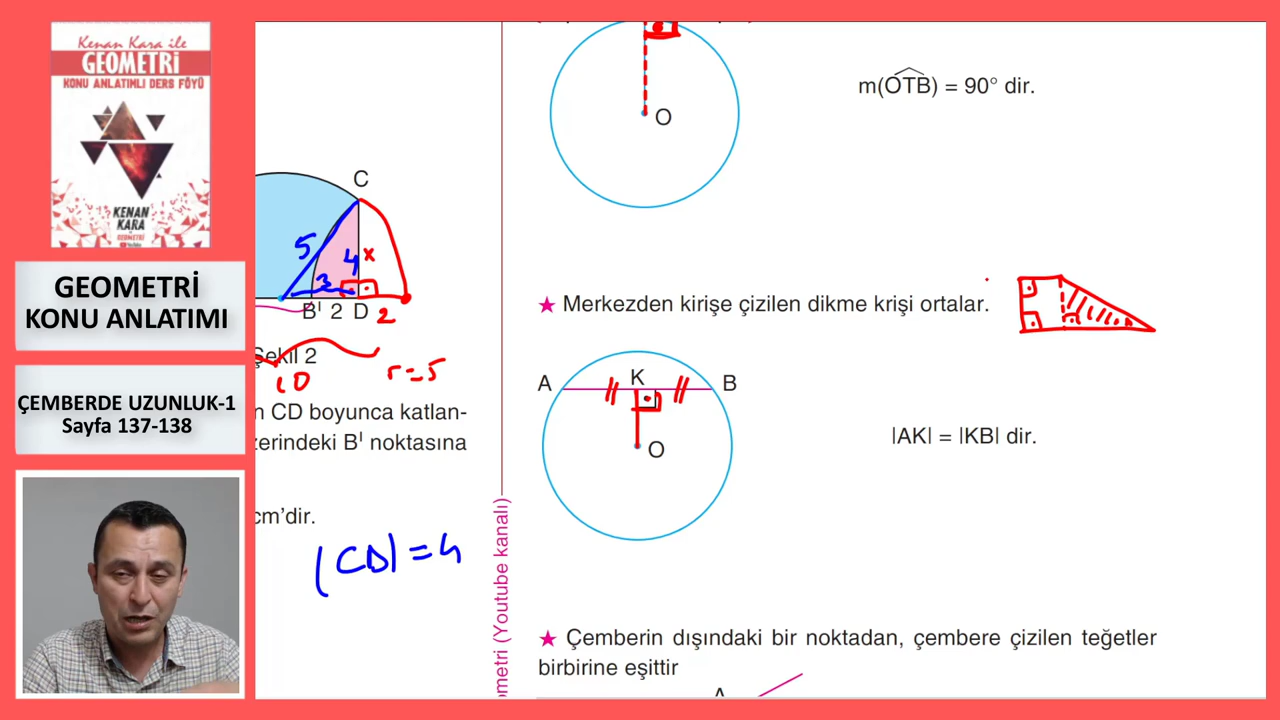 Kenan Kara ile
GEOMETRİ
KONU ANLATIMLI DERS FÖYÜ
KENAN
KARA
GEOMETRİ
GEOMETRİ
KONU ANLATIMI
ÇEMBERDE UZUNLUK-1
Sayfa 137-138
C
5
4
x
3
B' 2 D
2
Şekil 2
10
r=5
n CD boyunca katlan-
zerindeki B' noktasına
cm'dir.
|CD|=4
ometri (Youtube kanalı)
O
m(OTB) = 90° dir.
★ Merkezden kirişe çizilen dikme krişi ortalar.
A K B
O
|AK| = |KB| dir.
★ Çemberin dışındaki bir noktadan, çembere çizilen teğetler
birbirine eşittir
A